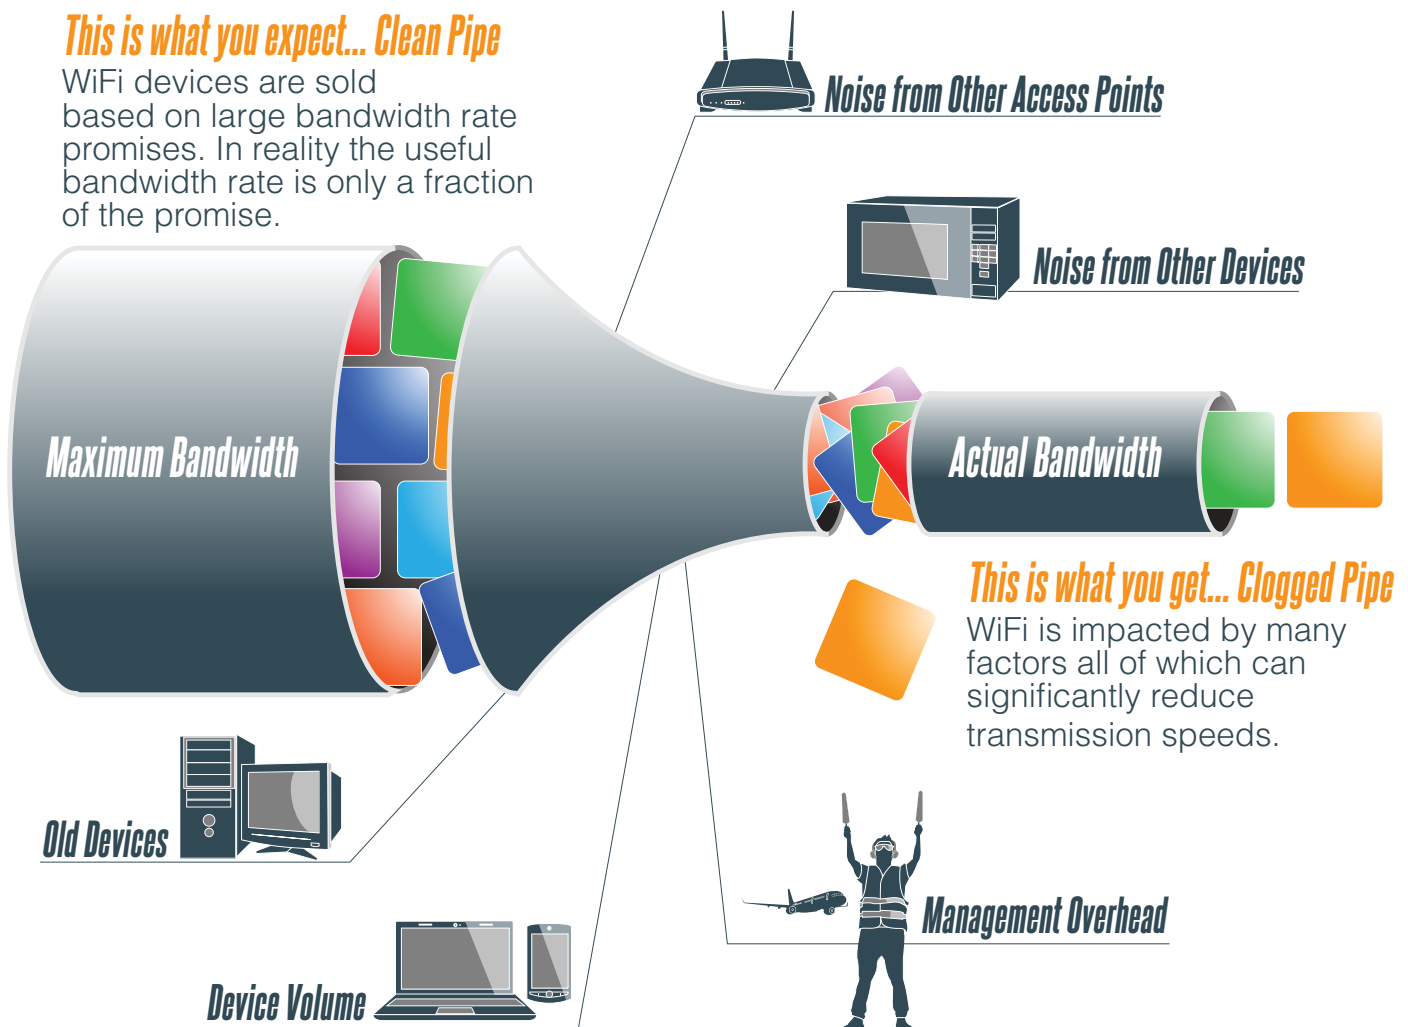 This is what you expect... Clean Pipe
WiFi devices are sold
based on large bandwidth rate
promises. In reality the useful
bandwidth rate is only a fraction
of the promise.
Noise from Other Access Points
Noise from Other Devices
Maximum Bandwidth
Actual Bandwidth
This is what you get... Clogged Pipe
WiFi is impacted by many
factors all of which can
significantly reduce
transmission speeds.
Old Devices
Management Overhead
Device Volume